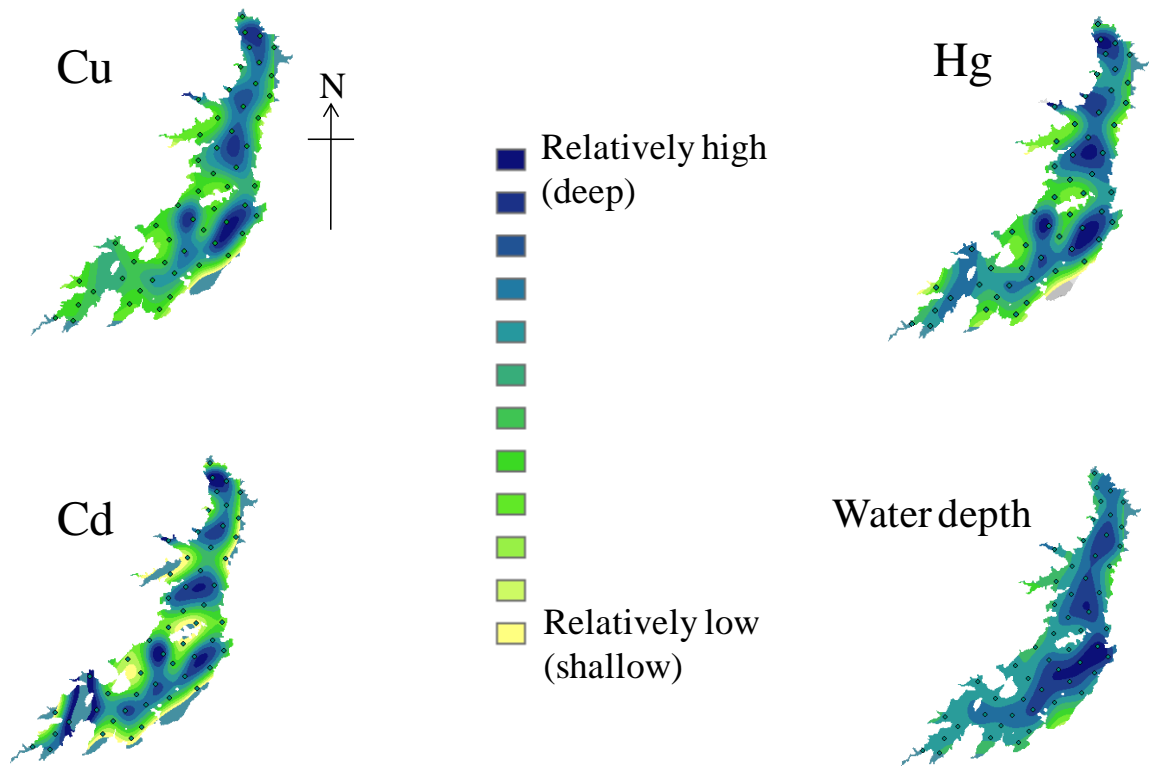 Cu
N
Hg
Relatively high
(deep)
Cd
Water depth
Relatively low
(shallow)